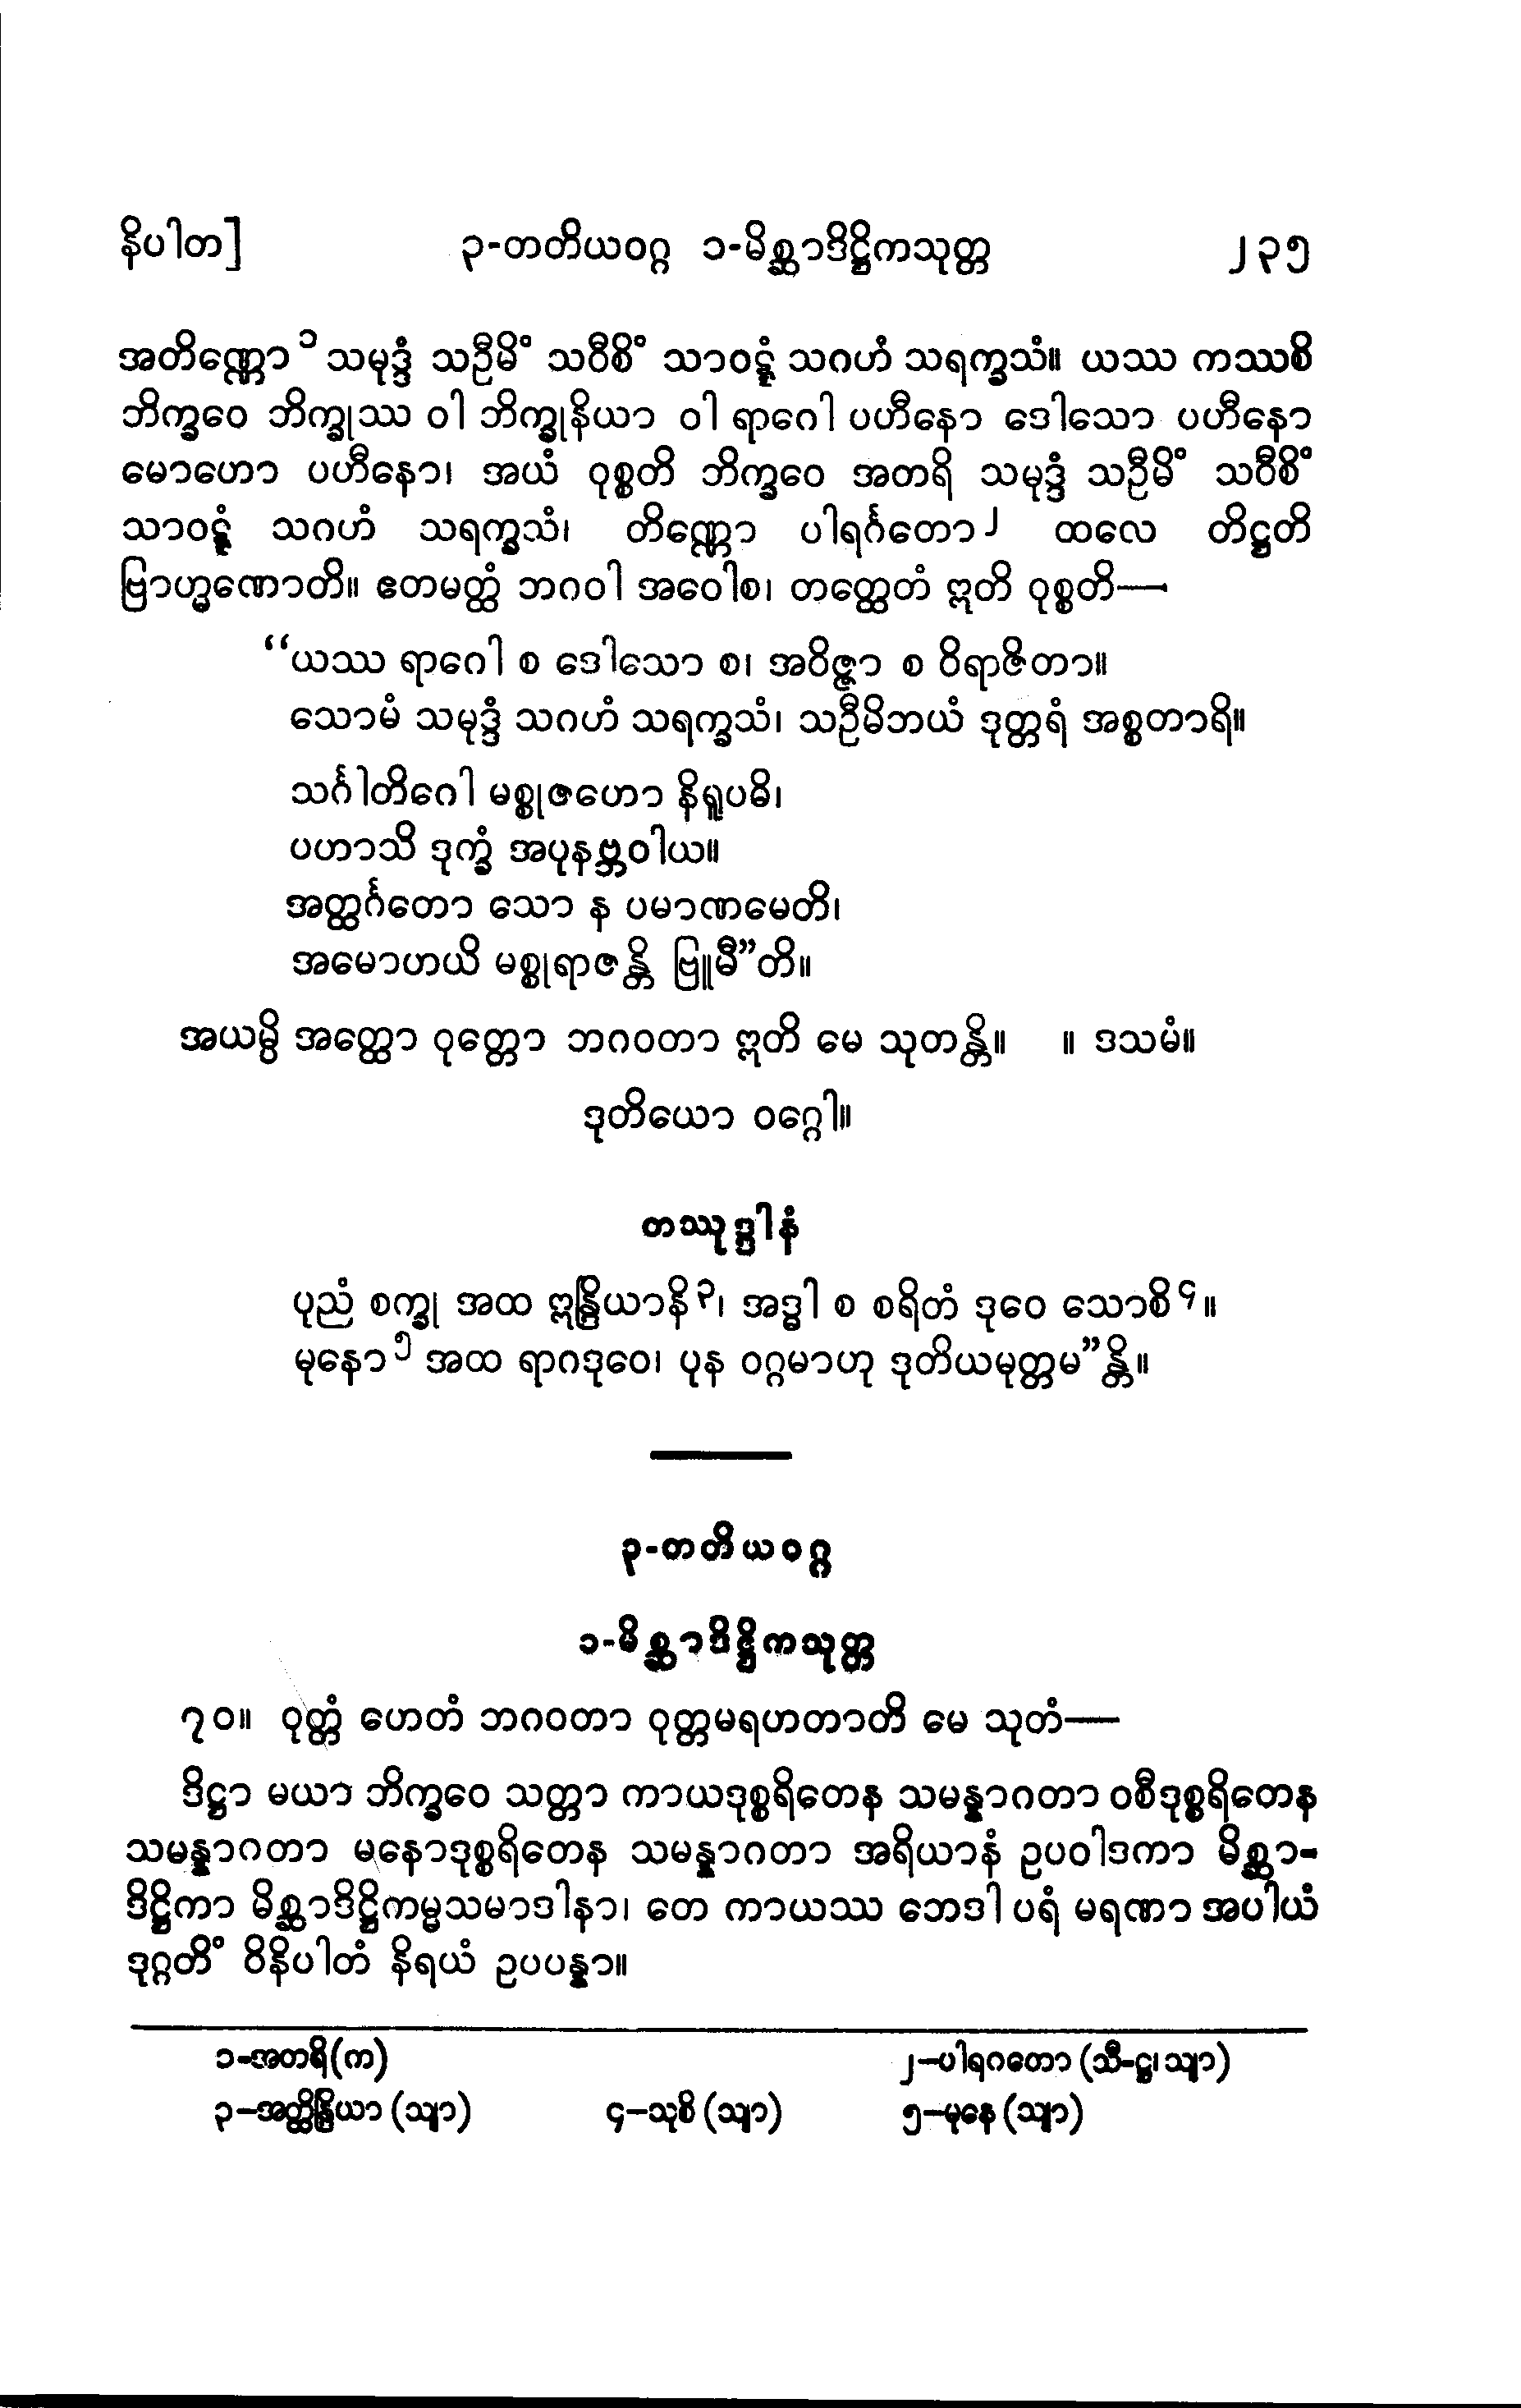 နိပါတ] ၃-တတိယဝဂ္ဂ ၁-မိစ္ဆာဒိဋ္ဌိကသုတ္တ ၂၃၅
အတိဏ္ဏော၁ သမုဒ္ဒံ သဦမိံ သဝီစိံ သာဝဋ္ဋံ သဂဟံ သရက္ခသံ။ ယဿ ကဿစိ
ဘိက္ခဝေ ဘိက္ခုဿ ဝါ ဘိက္ခုနိယာ ဝါ ရာဂေါ ပဟီနော ဒေါသော ပဟီနော
မောဟော ပဟီနော၊ အယံ ဝုစ္စတိ ဘိက္ခဝေ အတရိ သမုဒ္ဒံ သဦမိံ သဝီစိံ
သာဝဋ္ဋံ သဂဟံ သရက္ခသံ၊ တိဏ္ဏော ပါရင်္ဂတော၂ ထလေ တိဋ္ဌတိ
ဗြာဟ္မဏောတိ။ ဧတမတ္ထံ ဘဂဝါ အဝေါစ၊ တတ္ထေတံ ဣတိ ဝုစ္စတိ—
“ယဿ ရာဂေါ စ ဒေါသော စ၊ အဝိဇ္ဇာ စ ဝိရာဇိတာ။
သောမံ သမုဒ္ဒံ သဂဟံ သရက္ခသံ၊ သဦမိဘယံ ဒုတ္တရံ အစ္စတာရိ။
သင်္ဂါတိဂေါ မစ္စုဇဟော နိရူပဓိ၊
ပဟာသိ ဒုက္ခံ အပုနဗ္ဘဝါယ။
အတ္ထင်္ဂတော သော န ပမာဏမေတိ၊
အမောဟယိ မစ္စုရာဇန္တိ ဗြူမီ”တိ။
အယမ္ပိ အတ္ထော ဝုတ္တော ဘဂဝတာ ဣတိ မေ သုတန္တိ။ ။ ဒသမံ။
ဒုတိယော ဝဂ္ဂေါ။
တဿုဒ္ဒါနံ
ပုညံ စက္ခု အထ ဣန္ဒြိယာနိ၃၊ အဒ္ဓါ စ စရိတံ ဒုဝေ သောစိ၄။
မုနော၅ အထ ရာဂဒုဝေ၊ ပုန ဝဂ္ဂမာဟု ဒုတိယမုတ္တမ”န္တိ။
၃-တတိယဝဂ္ဂ
၁-မိစ္ဆာဒိဋ္ဌိကသုတ္တ
၇၀။ ဝုတ္တံ ဟေတံ ဘဂဝတာ ဝုတ္တမရဟတာတိ မေ သုတံ—
ဒိဋ္ဌာ မယာ ဘိက္ခဝေ သတ္တာ ကာယဒုစ္စရိတေန သမန္နာဂတာ ဝစီဒုစ္စရိတေန
သမန္နာဂတာ မနောဒုစ္စရိတေန သမန္နာဂတာ အရိယာနံ ဥပဝါဒကာ မိစ္ဆာ-
ဒိဋ္ဌိကာ မိစ္ဆာဒိဋ္ဌိကမ္မသမာဒါနာ၊ တေ ကာယဿ ဘေဒါ ပရံ မရဏာ အပါယံ
ဒုဂ္ဂတိံ ဝိနိပါတံ နိရယံ ဥပပန္နာ။
၁-အတရိ(က) ၂-ပါရဂတော (သီ-ဋ္ဌ၊ သျာ)
၃-အတ္ထိန္ဒြိယာ (သျာ) ၄-သုစိ (သျာ) ၅-မုနေ (သျာ)